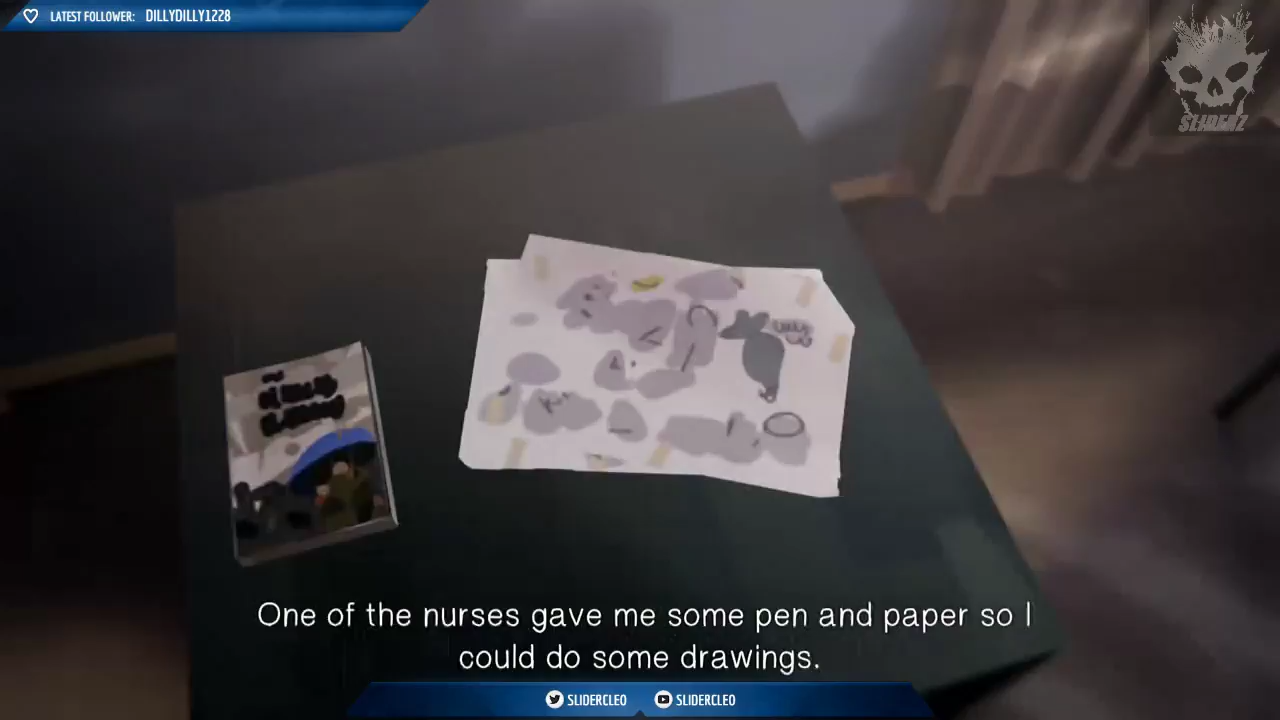 LATEST FOLLOWER: DILLYDILLY1228
SLIDERZ
One of the nurses gave me some pen and paper so I
could do some drawings.
SLIDERCLEO SLIDERCLEO